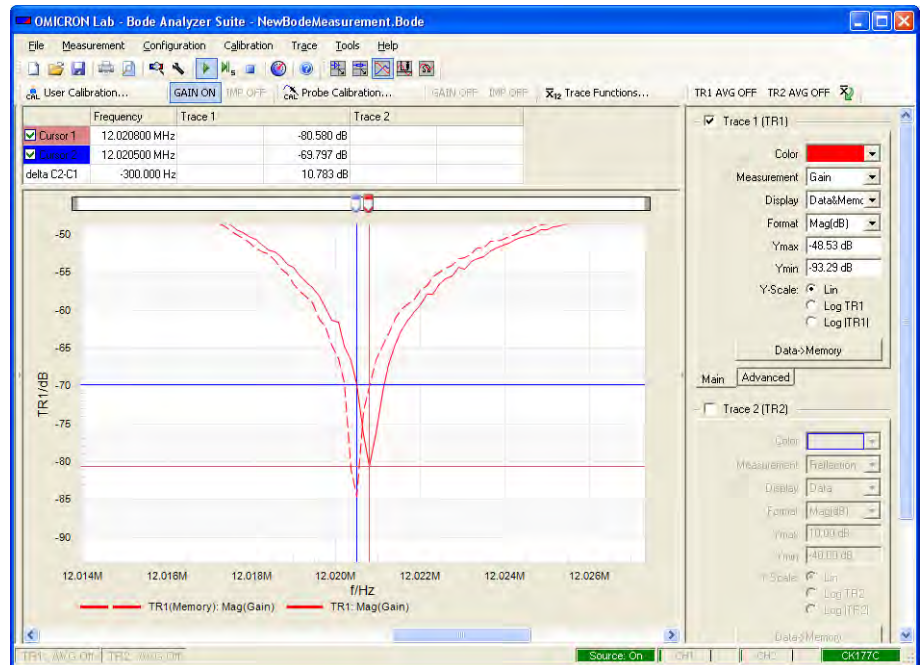 OMICRON Lab - Bode Analyzer Suite - NewBodeMeasurement.Bode
File Measurement Configuration Calibration Trace Tools Help
CAL User Calibration... GAIN ON IMP OFF CAL Probe Calibration... GAIN OFF IMP OFF X12 Trace Functions... TR1 AVG OFF TR2 AVG OFF
Frequency Trace 1 Trace 2
Cursor 1 12.020800 MHz -80.580 dB
12.020500 MHz -69.797 dB
delta C2-C1 -300.000 Hz 10.783 dB
TR1/dB
-50
-55
-60
-65
-70
-75
-80
-85
-90
12.014M 12.016M 12.018M 12.020M 12.022M 12.024M 12.026M
f/Hz
TR1(Memory): Mag(Gain) TR1: Mag(Gain)
Trace 1 (TR1)
Color
Measurement Gain
Display Data&Memc
Format Mag(dB)
Ymax -48.53 dB
Ymin -93.29 dB
Y-Scale: Lin
Log TR1
Log |TR1|
Data->Memory
Main Advanced
Trace 2 (TR2)
Color
Measurement Reflection
Display Data
Format Mag(dB)
Ymax 10.00 dB
Ymin -40.00 dB
Y-Scale: Lin
Log TR2
Log |TR2|
Data->Memory
TR1: AVG Off TR2: AVG Off Source: On CH1 CH2 CK177C